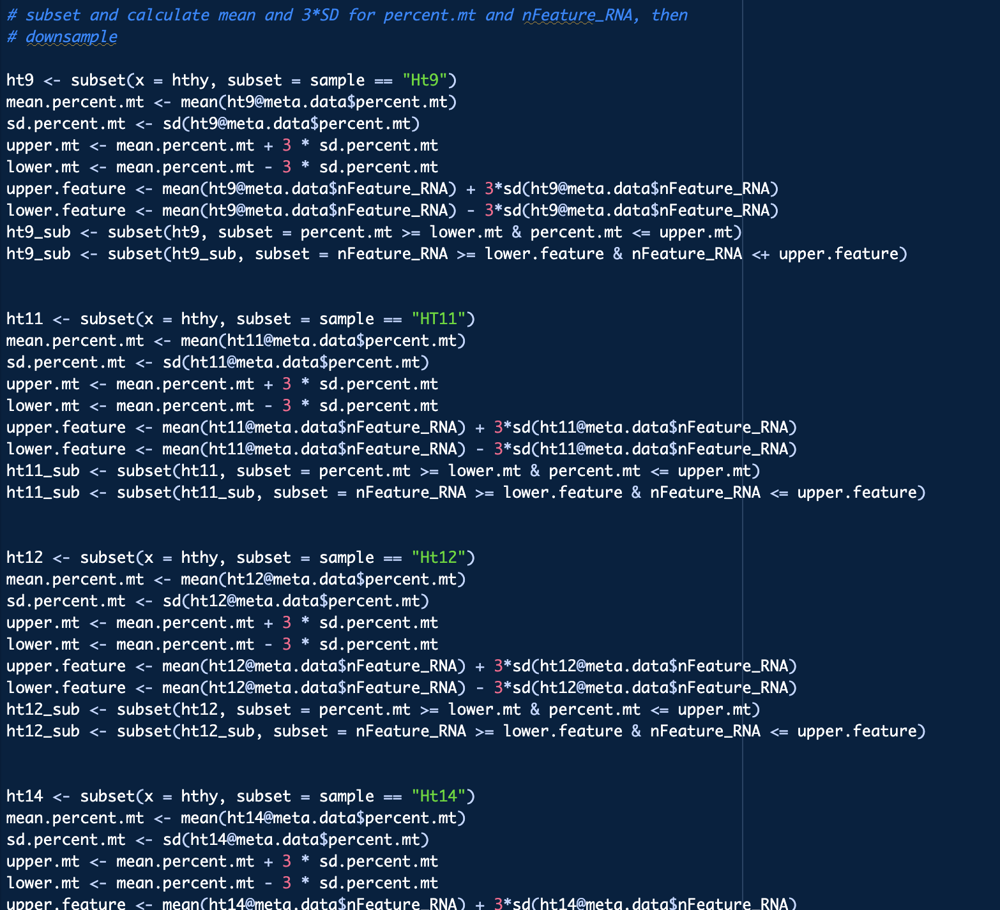 # subset and calculate mean and 3*SD for percent.mt and nFeature_RNA, then
# downsample
ht9 <- subset(x = hthy, subset = sample == "Ht9")
mean.percent.mt <- mean(ht9@meta.data$percent.mt)
sd.percent.mt <- sd(ht9@meta.data$percent.mt)
upper.mt <- mean.percent.mt + 3 * sd.percent.mt
lower.mt <- mean.percent.mt - 3 * sd.percent.mt
upper.feature <- mean(ht9@meta.data$nFeature_RNA) + 3*sd(ht9@meta.data$nFeature_RNA)
lower.feature <- mean(ht9@meta.data$nFeature_RNA) - 3*sd(ht9@meta.data$nFeature_RNA)
ht9_sub <- subset(ht9, subset = percent.mt >= lower.mt & percent.mt <= upper.mt)
ht9_sub <- subset(ht9_sub, subset = nFeature_RNA >= lower.feature & nFeature_RNA <+ upper.feature)
ht11 <- subset(x = hthy, subset = sample == "HT11")
mean.percent.mt <- mean(ht11@meta.data$percent.mt)
sd.percent.mt <- sd(ht11@meta.data$percent.mt)
upper.mt <- mean.percent.mt + 3 * sd.percent.mt
lower.mt <- mean.percent.mt - 3 * sd.percent.mt
upper.feature <- mean(ht11@meta.data$nFeature_RNA) + 3*sd(ht11@meta.data$nFeature_RNA)
lower.feature <- mean(ht11@meta.data$nFeature_RNA) - 3*sd(ht11@meta.data$nFeature_RNA)
ht11_sub <- subset(ht11, subset = percent.mt >= lower.mt & percent.mt <= upper.mt)
ht11_sub <- subset(ht11_sub, subset = nFeature_RNA >= lower.feature & nFeature_RNA <= upper.feature)
ht12 <- subset(x = hthy, subset = sample == "Ht12")
mean.percent.mt <- mean(ht12@meta.data$percent.mt)
sd.percent.mt <- sd(ht12@meta.data$percent.mt)
upper.mt <- mean.percent.mt + 3 * sd.percent.mt
lower.mt <- mean.percent.mt - 3 * sd.percent.mt
upper.feature <- mean(ht12@meta.data$nFeature_RNA) + 3*sd(ht12@meta.data$nFeature_RNA)
lower.feature <- mean(ht12@meta.data$nFeature_RNA) - 3*sd(ht12@meta.data$nFeature_RNA)
ht12_sub <- subset(ht12, subset = percent.mt >= lower.mt & percent.mt <= upper.mt)
ht12_sub <- subset(ht12_sub, subset = nFeature_RNA >= lower.feature & nFeature_RNA <= upper.feature)
ht14 <- subset(x = hthy, subset = sample == "Ht14")
mean.percent.mt <- mean(ht14@meta.data$percent.mt)
sd.percent.mt <- sd(ht14@meta.data$percent.mt)
upper.mt <- mean.percent.mt + 3 * sd.percent.mt
lower.mt <- mean.percent.mt - 3 * sd.percent.mt
upper.feature <- mean(ht14@meta.data$nFeature_RNA) + 3*sd(ht14@meta.data$nFeature_RNA)